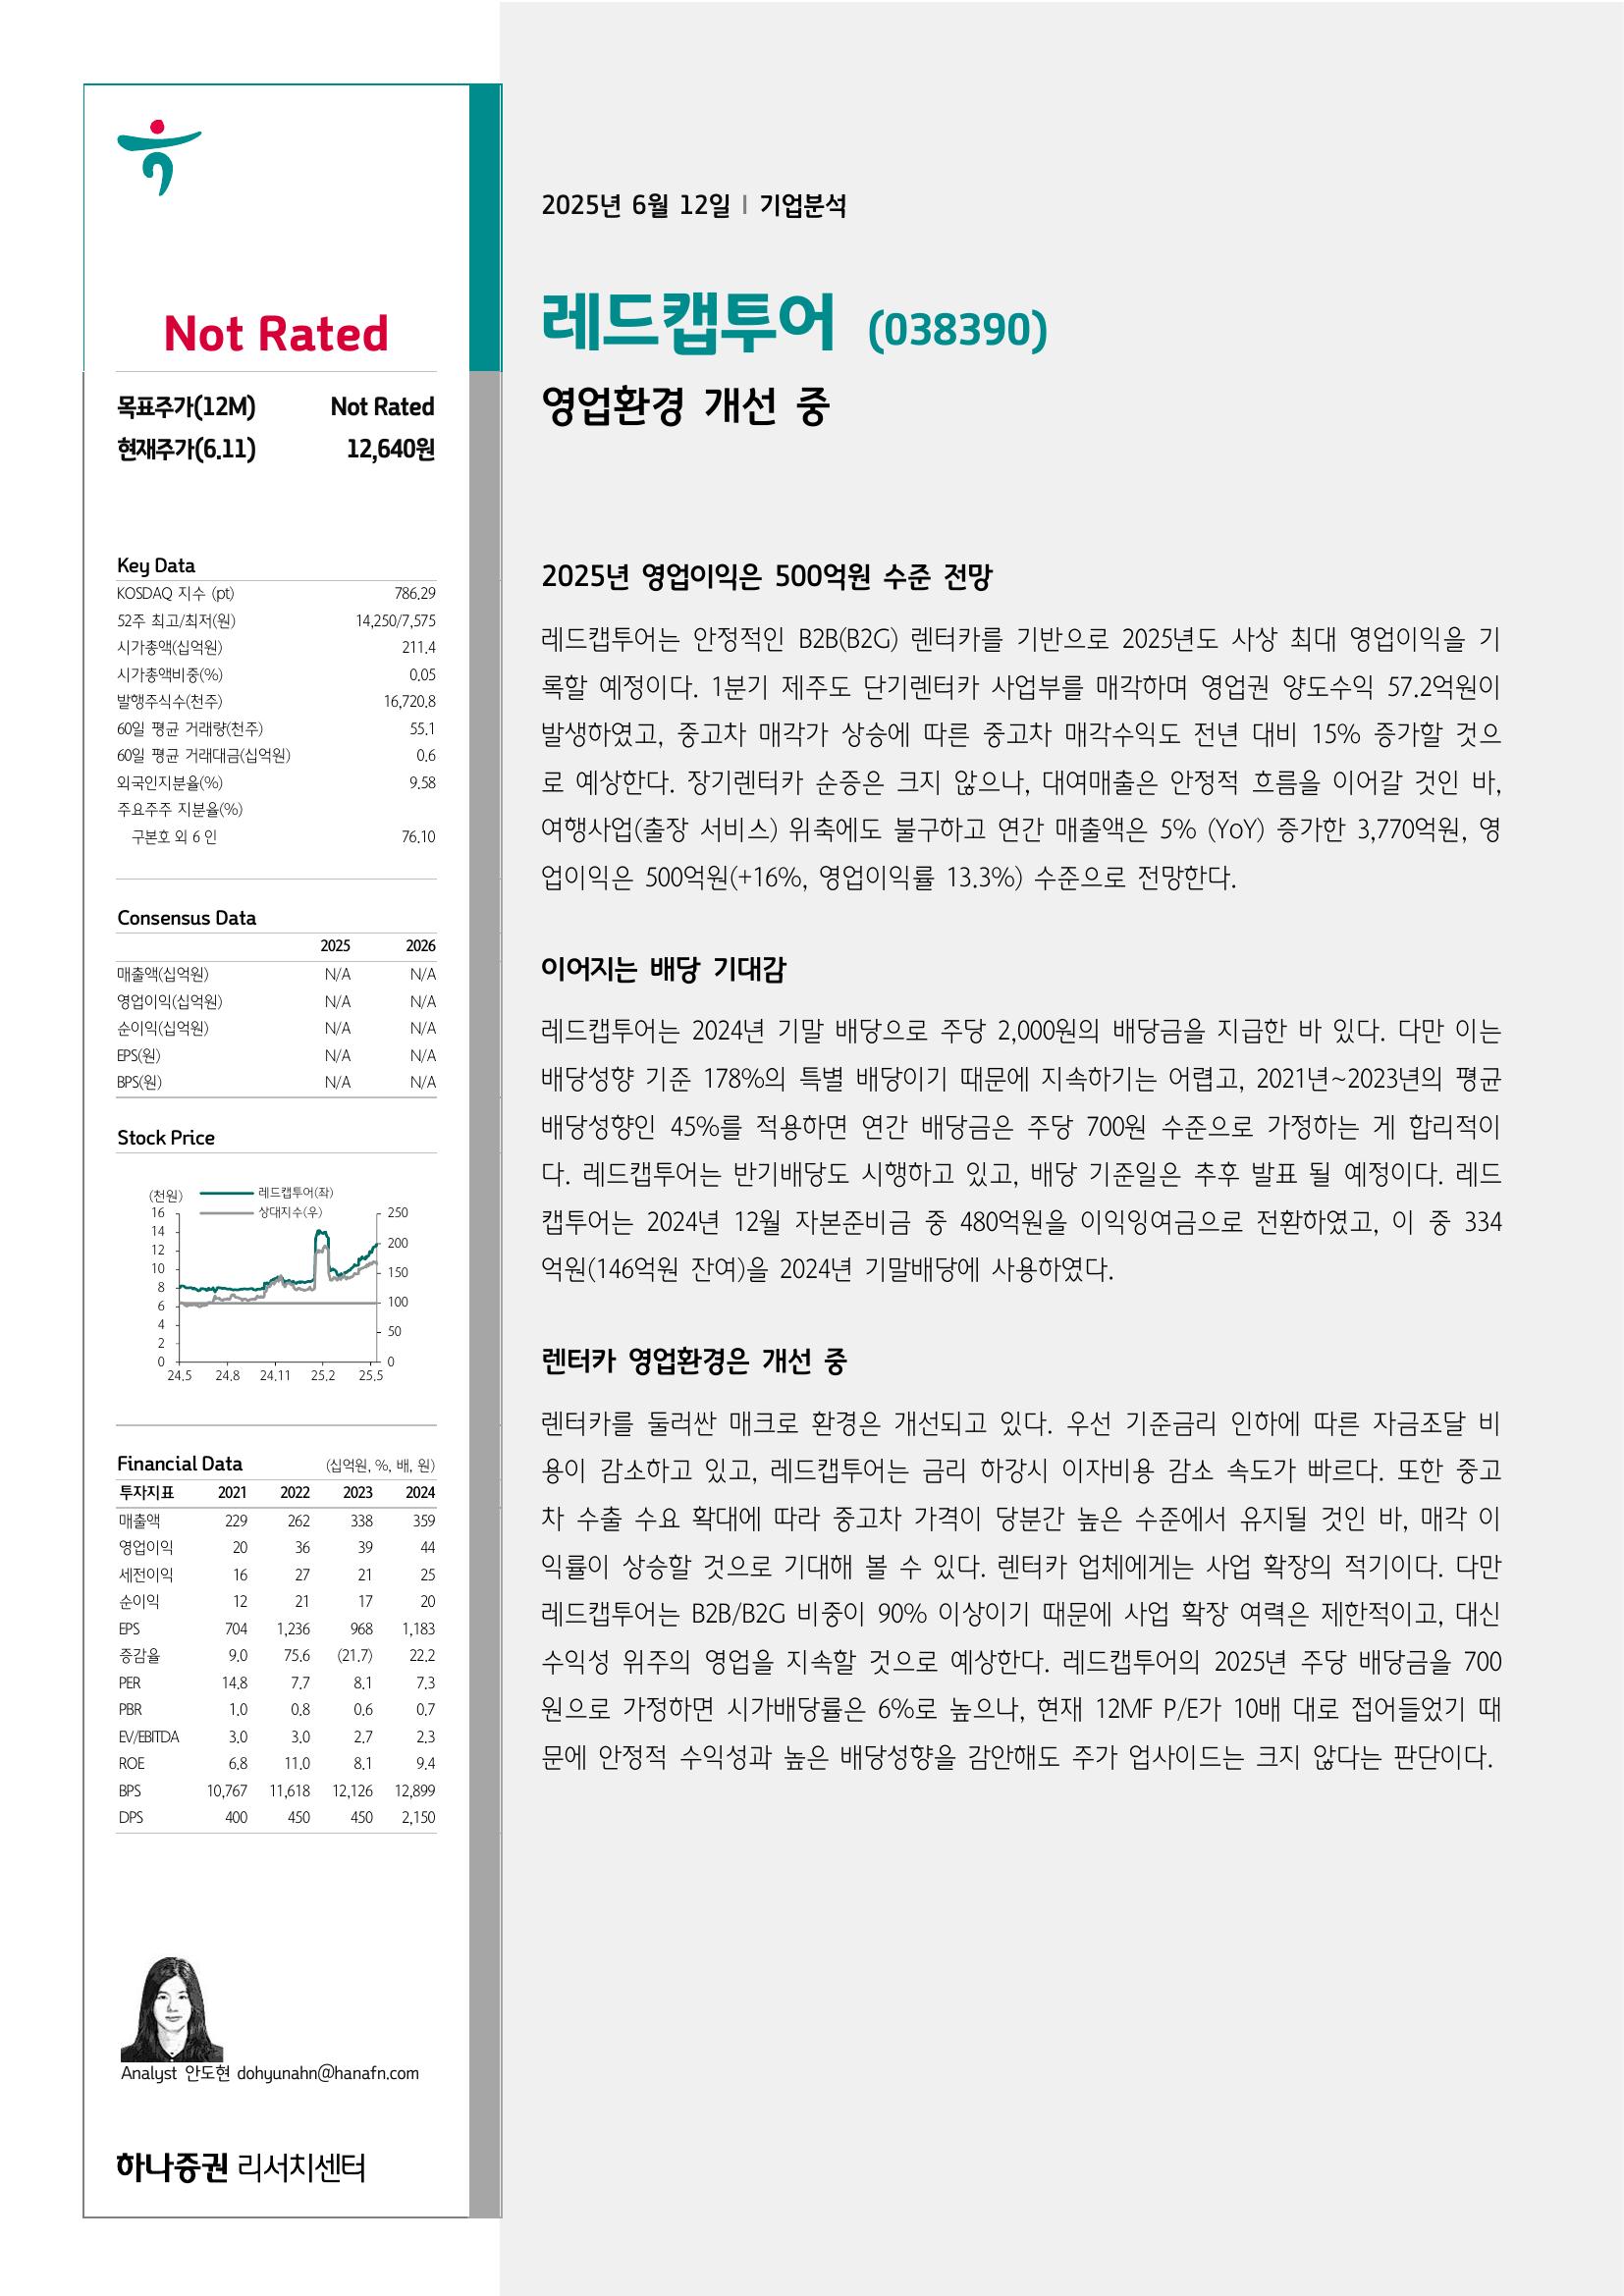 2025년 6월 12일 | 기업분석
레드캡투어 (038390)
영업환경 개선 중
Not Rated
목표주가(12M) Not Rated
현재주가(6.11) 12,640원
Key Data
KOSDAQ 지수 (pt) 786.29
52주 최고/최저(원) 14,250/7,575
시가총액(십억원) 211.4
시가총액비중(%) 0.05
발행주식수(천주) 16,720.8
60일 평균 거래량(천주) 55.1
60일 평균 거래대금(십억원) 0.6
외국인지분율(%) 9.58
주요주주 지분율(%)
구본호 외 6 인 76.10
Consensus Data
2025 2026
매출액(십억원) N/A N/A
영업이익(십억원) N/A N/A
순이익(십억원) N/A N/A
EPS(원) N/A N/A
BPS(원) N/A N/A
Stock Price
(천원) 레드캡투어(좌)
상대지수(우)
16 250
14
12 200
10 150
8
6 100
4 50
2
0 0
24.5 24.8 24.11 25.2 25.5
Financial Data (십억원, %, 배, 원)
투자지표 2021 2022 2023 2024
매출액 229 262 338 359
영업이익 20 36 39 44
세전이익 16 27 21 25
순이익 12 21 17 20
EPS 704 1,236 968 1,183
증감율 9.0 75.6 (21.7) 22.2
PER 14.8 7.7 8.1 7.3
PBR 1.0 0.8 0.6 0.7
EV/EBITDA 3.0 3.0 2.7 2.3
ROE 6.8 11.0 8.1 9.4
BPS 10,767 11,618 12,126 12,899
DPS 400 450 450 2,150
Analyst 안도현 dohyunahn@hanafn.com
하나증권 리서치센터
2025년 영업이익은 500억원 수준 전망
레드캡투어는 안정적인 B2B(B2G) 렌터카를 기반으로 2025년도 사상 최대 영업이익을 기
록할 예정이다. 1분기 제주도 단기렌터카 사업부를 매각하며 영업권 양도수익 57.2억원이
발생하였고, 중고차 매각가 상승에 따른 중고차 매각수익도 전년 대비 15% 증가할 것으
로 예상한다. 장기렌터카 순증은 크지 않으나, 대여매출은 안정적 흐름을 이어갈 것인 바,
여행사업(출장 서비스) 위축에도 불구하고 연간 매출액은 5% (YoY) 증가한 3,770억원, 영
업이익은 500억원(+16%, 영업이익률 13.3%) 수준으로 전망한다.
이어지는 배당 기대감
레드캡투어는 2024년 기말 배당으로 주당 2,000원의 배당금을 지급한 바 있다. 다만 이는
배당성향 기준 178%의 특별 배당이기 때문에 지속하기는 어렵고, 2021년~2023년의 평균
배당성향인 45%를 적용하면 연간 배당금은 주당 700원 수준으로 가정하는 게 합리적이
다. 레드캡투어는 반기배당도 시행하고 있고, 배당 기준일은 추후 발표 될 예정이다. 레드
캡투어는 2024년 12월 자본준비금 중 480억원을 이익잉여금으로 전환하였고, 이 중 334
억원(146억원 잔여)을 2024년 기말배당에 사용하였다.
렌터카 영업환경은 개선 중
렌터카를 둘러싼 매크로 환경은 개선되고 있다. 우선 기준금리 인하에 따른 자금조달 비
용이 감소하고 있고, 레드캡투어는 금리 하강시 이자비용 감소 속도가 빠르다. 또한 중고
차 수출 수요 확대에 따라 중고차 가격이 당분간 높은 수준에서 유지될 것인 바, 매각 이
익률이 상승할 것으로 기대해 볼 수 있다. 렌터카 업체에게는 사업 확장의 적기이다. 다만
레드캡투어는 B2B/B2G 비중이 90% 이상이기 때문에 사업 확장 여력은 제한적이고, 대신
수익성 위주의 영업을 지속할 것으로 예상한다. 레드캡투어의 2025년 주당 배당금을 700
원으로 가정하면 시가배당률은 6%로 높으나, 현재 12MF P/E가 10배 대로 접어들었기 때
문에 안정적 수익성과 높은 배당성향을 감안해도 주가 업사이드는 크지 않다는 판단이다.